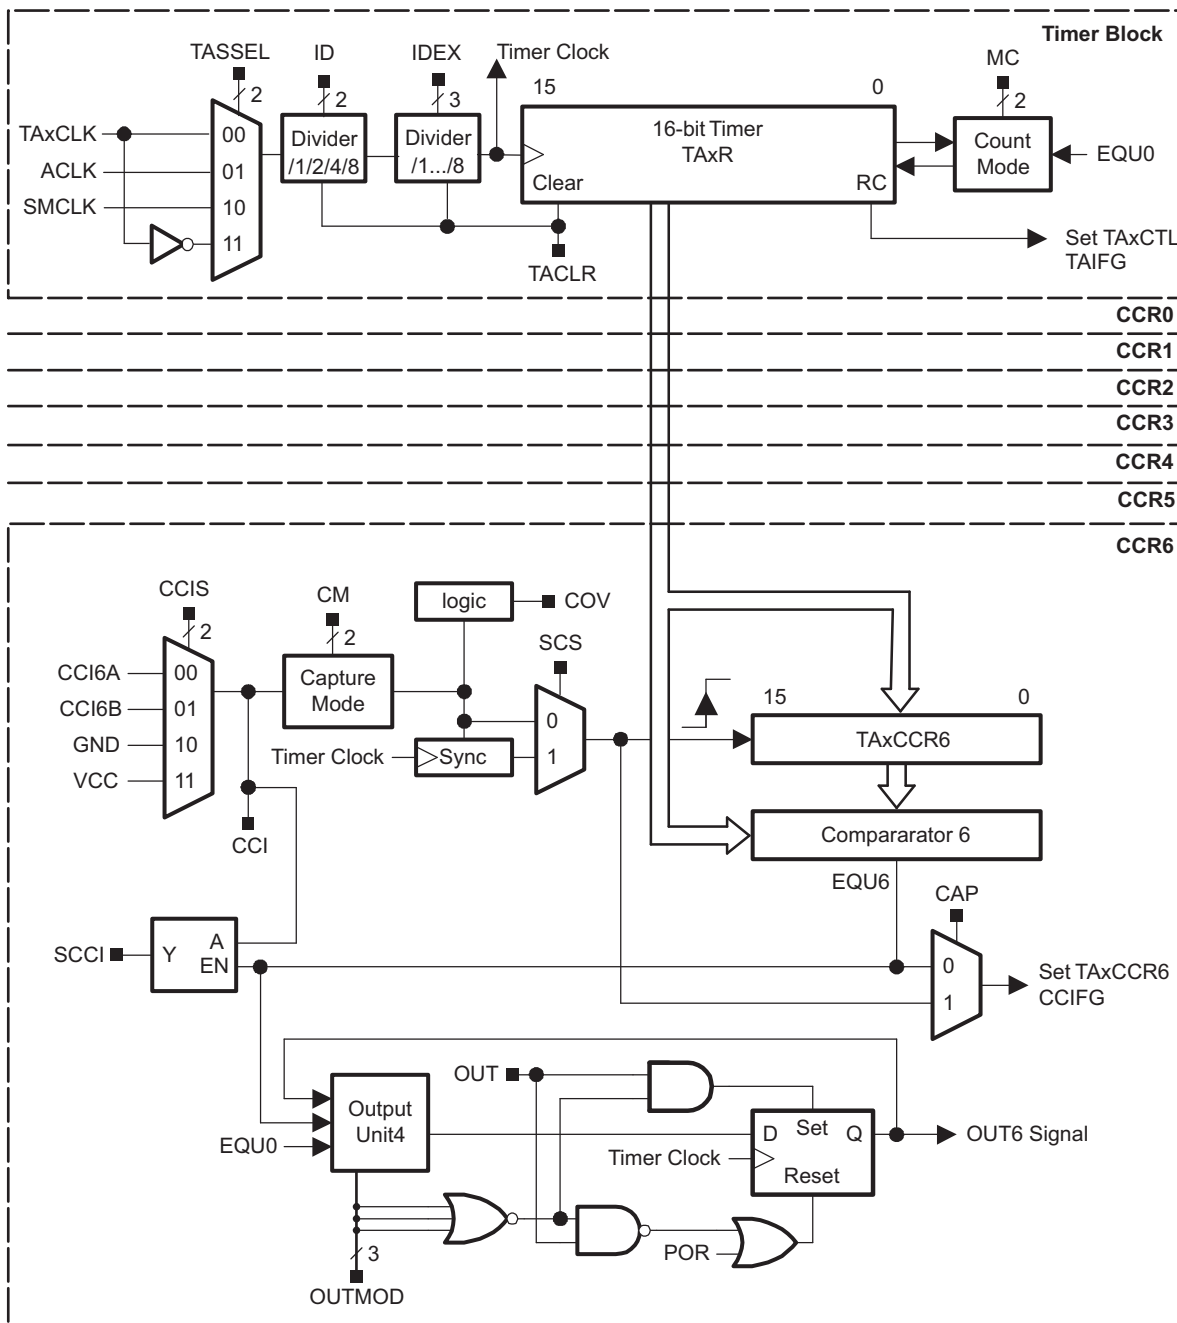 Timer Block
TASSEL
ID
IDEX
Timer Clock
MC
2
2
3
15
0
2
TAxCLK
ACLK
SMCLK
00
01
10
11
Divider
/1/2/4/8
Divider
/1.../8
16-bit Timer
TAxR
Clear
RC
Count
Mode
EQU0
TACLR
Set TAxCTL
TAIFG
CCR0
CCR1
CCR2
CCR3
CCR4
CCR5
CCR6
CCIS
2
CM
2
logic
COV
SCS
CCI6A
CCI6B
GND
VCC
00
01
10
11
Capture
Mode
Timer Clock
Sync
0
1
15
0
TAxCCR6
CCI
Compararator 6
EQU6
CAP
SCCI
Y
A
EN
0
1
Set TAxCCR6
CCIFG
OUT
Output
Unit4
EQU0
D
Set
Q
Reset
Timer Clock
OUT6 Signal
3
POR
OUTMOD